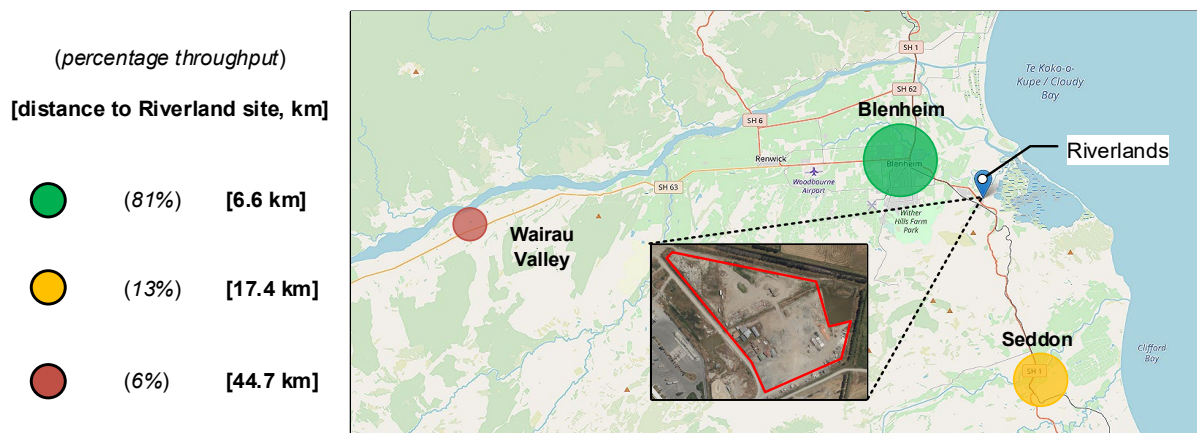 (percentage throughput)
[distance to Riverland site, km]
(81%) [6.6 km]
(13%) [17.4 km]
(6%) [44.7 km]
SH 1
Te Koko-o-
Kupe / Cloudy
Bay
SH 62
Blenheim
SH 6
Riverlands
Renwick
Blenheim
Woodbourne
Airport
SH 63
Wither
Hills Farm
Park
Wairau
Valley
Seddon
Clifford
Bay
SH 1